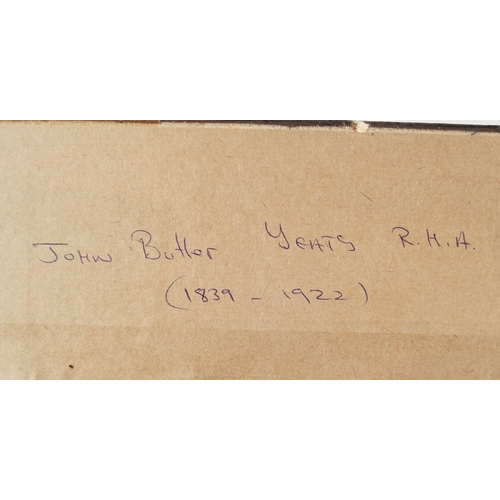 John Butler Yeats R.H.A.
(1839 - 1922)